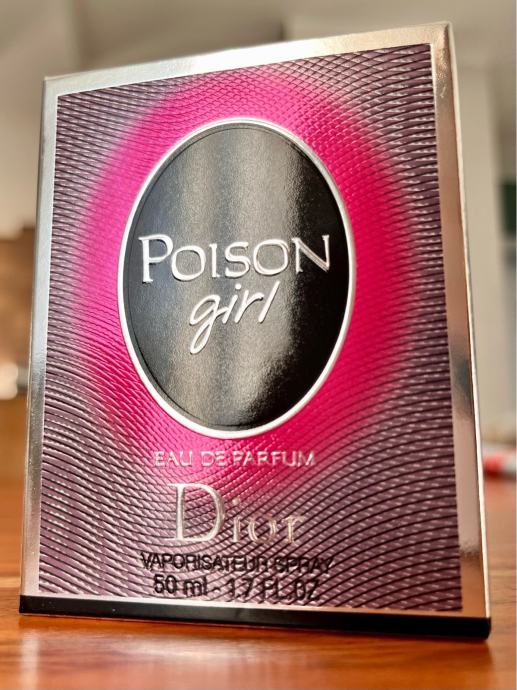 POISON
girl
EAU DE PARFUM
Dior
VAPORISATEUR SPRAY
50 ml - 1.7 FL.OZ